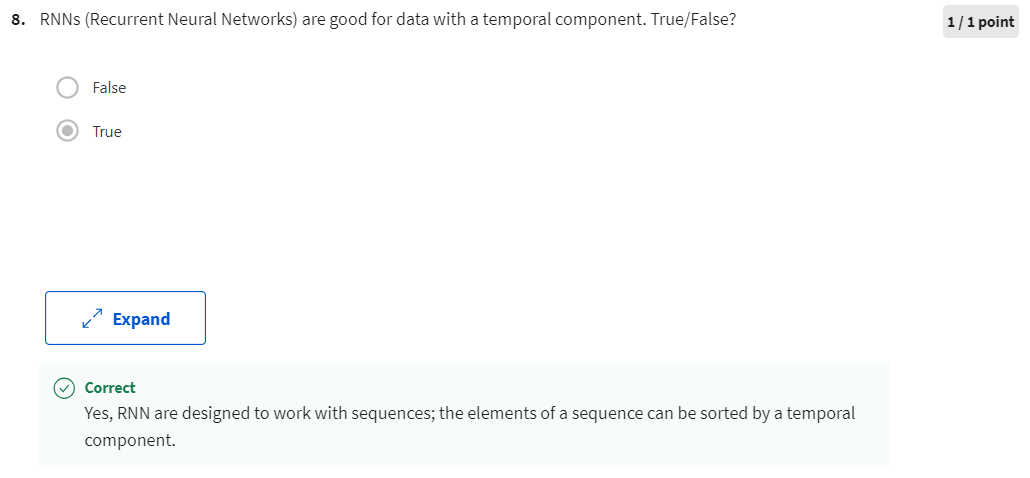 8. RNNs (Recurrent Neural Networks) are good for data with a temporal component. True/False?
1 / 1 point
False
True
Expand
Correct
Yes, RNN are designed to work with sequences; the elements of a sequence can be sorted by a temporal
component.